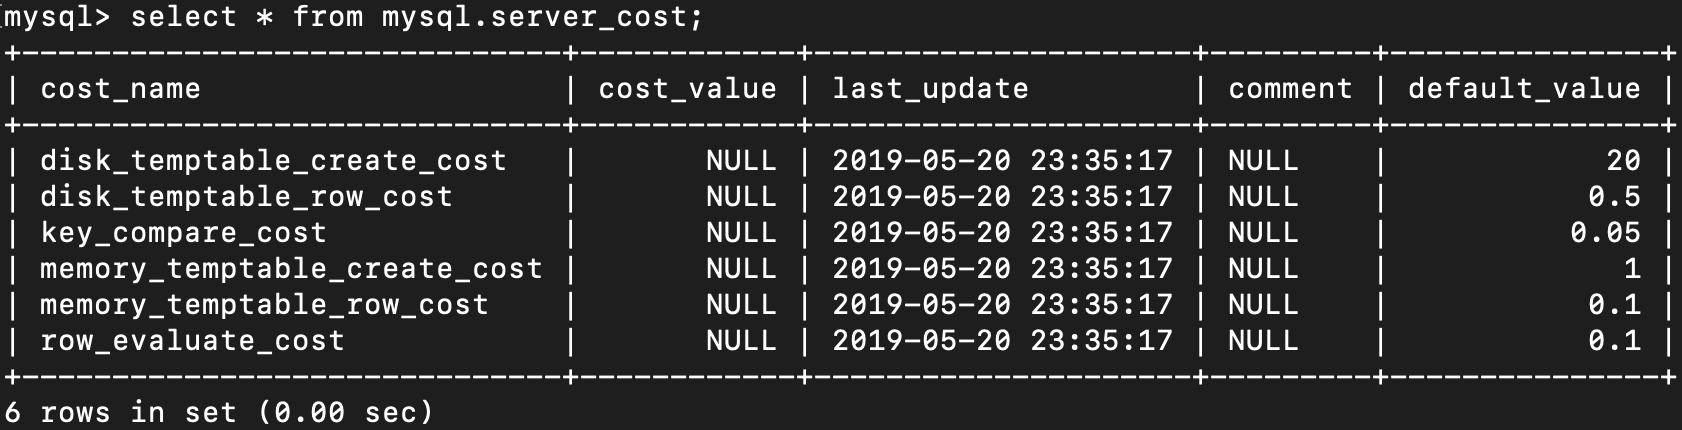 mysql> select * from mysql.server_cost;
+------------------------------+------------+---------------------+---------+---------------+
| cost_name                    | cost_value | last_update         | comment | default_value |
+------------------------------+------------+---------------------+---------+---------------+
| disk_temptable_create_cost   |       NULL | 2019-05-20 23:35:17 | NULL    |            20 |
| disk_temptable_row_cost      |       NULL | 2019-05-20 23:35:17 | NULL    |           0.5 |
| key_compare_cost             |       NULL | 2019-05-20 23:35:17 | NULL    |          0.05 |
| memory_temptable_create_cost |       NULL | 2019-05-20 23:35:17 | NULL    |             1 |
| memory_temptable_row_cost    |       NULL | 2019-05-20 23:35:17 | NULL    |           0.1 |
| row_evaluate_cost            |       NULL | 2019-05-20 23:35:17 | NULL    |           0.1 |
+------------------------------+------------+---------------------+---------+---------------+
6 rows in set (0.00 sec)